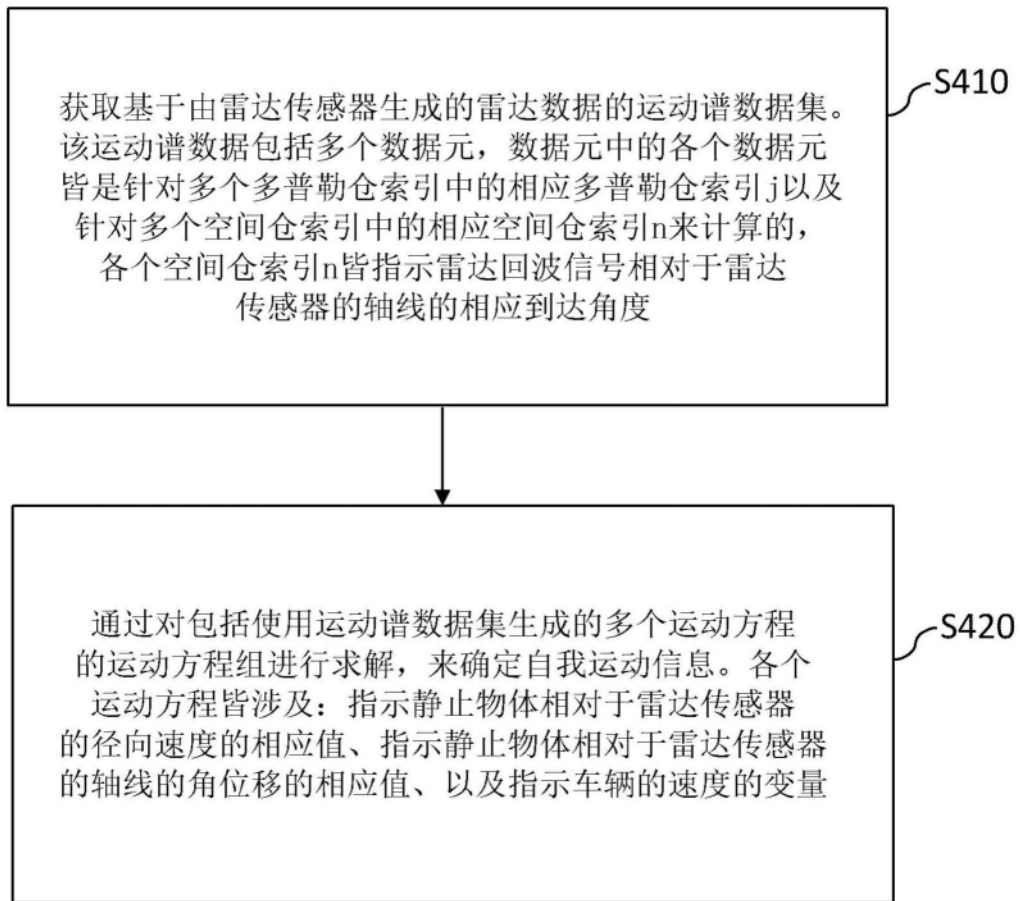 获取基于由雷达传感器生成的雷达数据的运动谱数据集。
S410
该运动谱数据包括多个数据元，数据元中的各个数据元
皆是针对多个多普勒仓索引中的相应多普勒仓索引j以及
针对多个空间仓索引中的相应空间仓索引n来计算的，
各个空间仓索引n皆指示雷达回波信号相对于雷达
传感器的轴线的相应到达角度
通过对包括使用运动谱数据集生成的多个运动方程
S420
的运动方程组进行求解，来确定自我运动信息。各个
运动方程皆涉及：指示静止物体相对于雷达传感器
的径向速度的相应值、指示静止物体相对于雷达传感器
的轴线的角位移的相应值、以及指示车辆的速度的变量